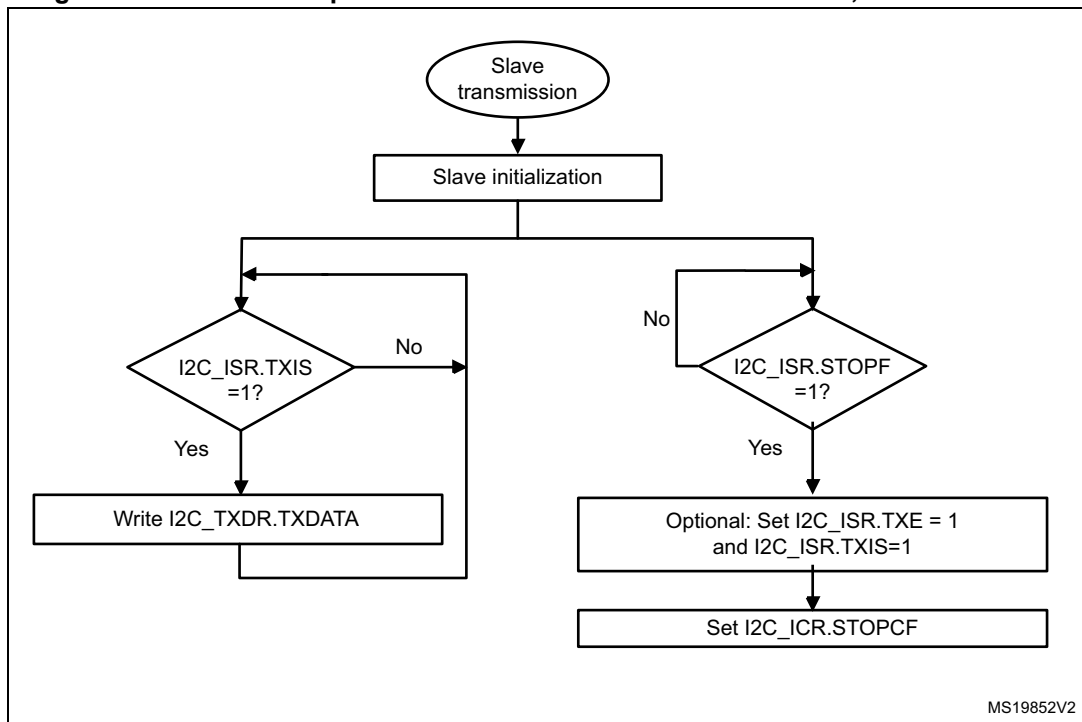 Slave
transmission
Slave initialization
I2C_ISR.TXIS
=1?
No
Yes
Write I2C_TXDR.TXDATA
No
I2C_ISR.STOPF
=1?
Yes
Optional: Set I2C_ISR.TXE = 1
and I2C_ISR.TXIS=1
Set I2C_ICR.STOPCF
MS19852V2